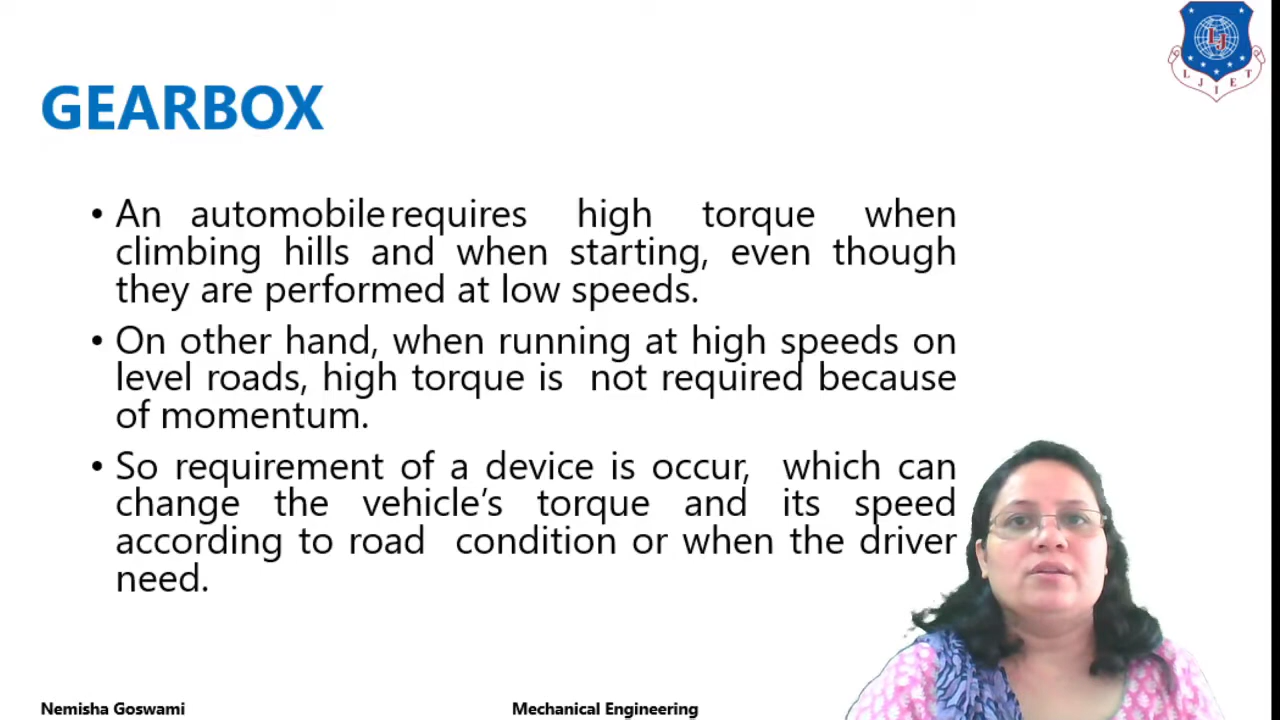 GEARBOX
• An automobile requires high torque when
climbing hills and when starting, even though
they are performed at low speeds.
• On other hand, when running at high speeds on
level roads, high torque is not required because
of momentum.
• So requirement of a device is occur, which can
change the vehicle’s torque and its speed
according to road condition or when the driver
need.
Nemisha Goswami
Mechanical Engineering
LJ
LJIET